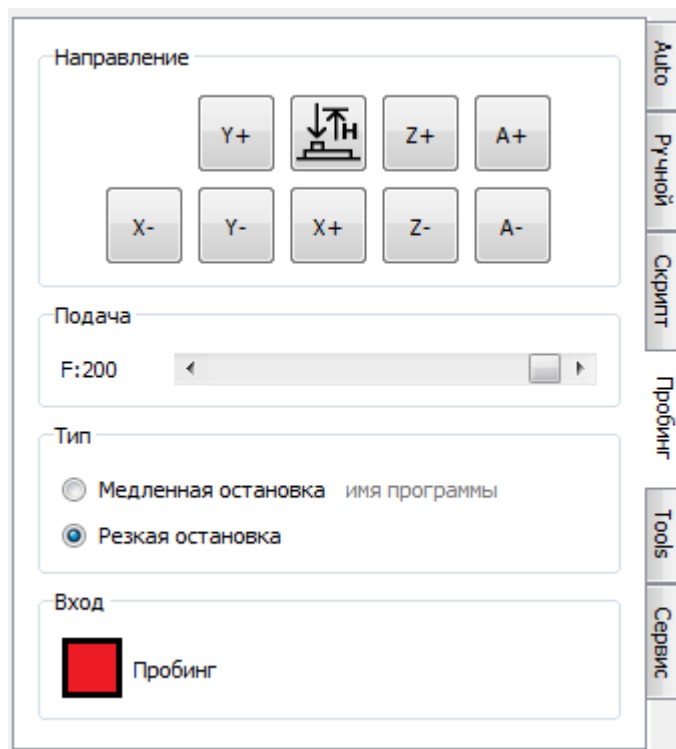 Направление
Y+ H Z+ A+
X- Y- X+ Z- A-
Подача
F:200
Тип
Медленная остановка имя программы
Резкая остановка
Вход
Пробинг
Auto
Ручной
Скрипт
Пробинг
Tools
Сервис